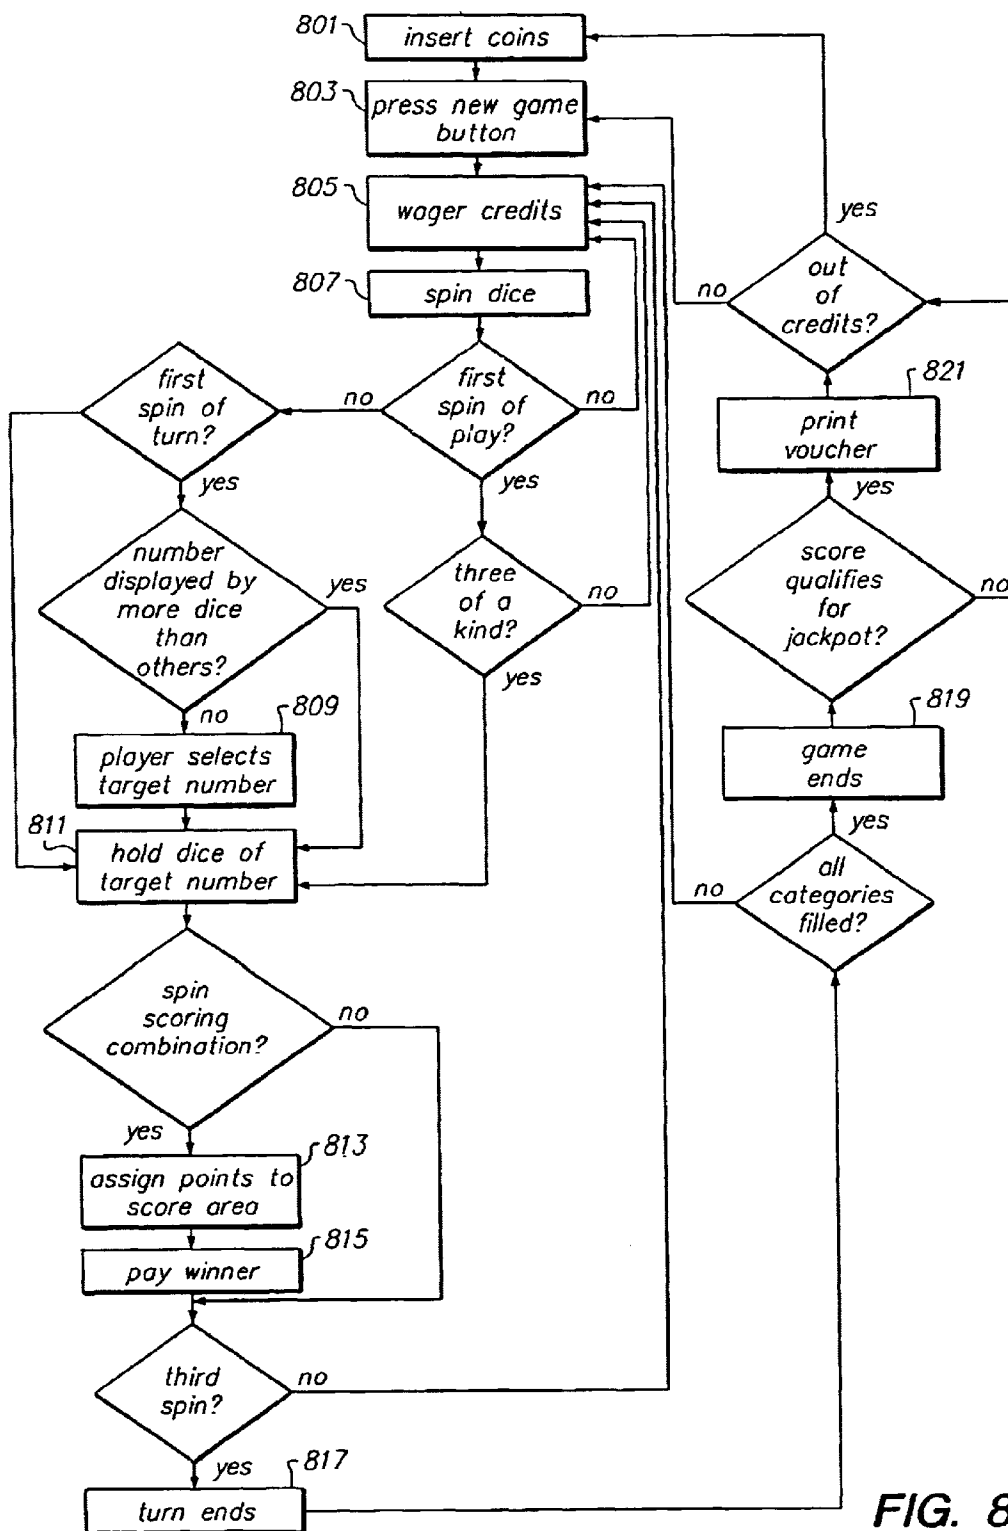 801
insert coins
803
press new game
button
805
wager credits
807
spin dice
first
spin of
turn?
no
first
spin of
play?
no
yes
yes
number
displayed by
more dice
than
others?
yes
no
three
of a
kind?
no
yes
809
player selects
target number
811
hold dice of
target number
spin
scoring
combination?
no
yes
813
assign points to
score area
815
pay winner
third
spin?
no
yes
817
turn ends
yes
out
of
credits?
no
821
print
voucher
yes
score
qualifies
for
jackpot?
no
819
game
ends
yes
all
categories
filled?
no
FIG. 8